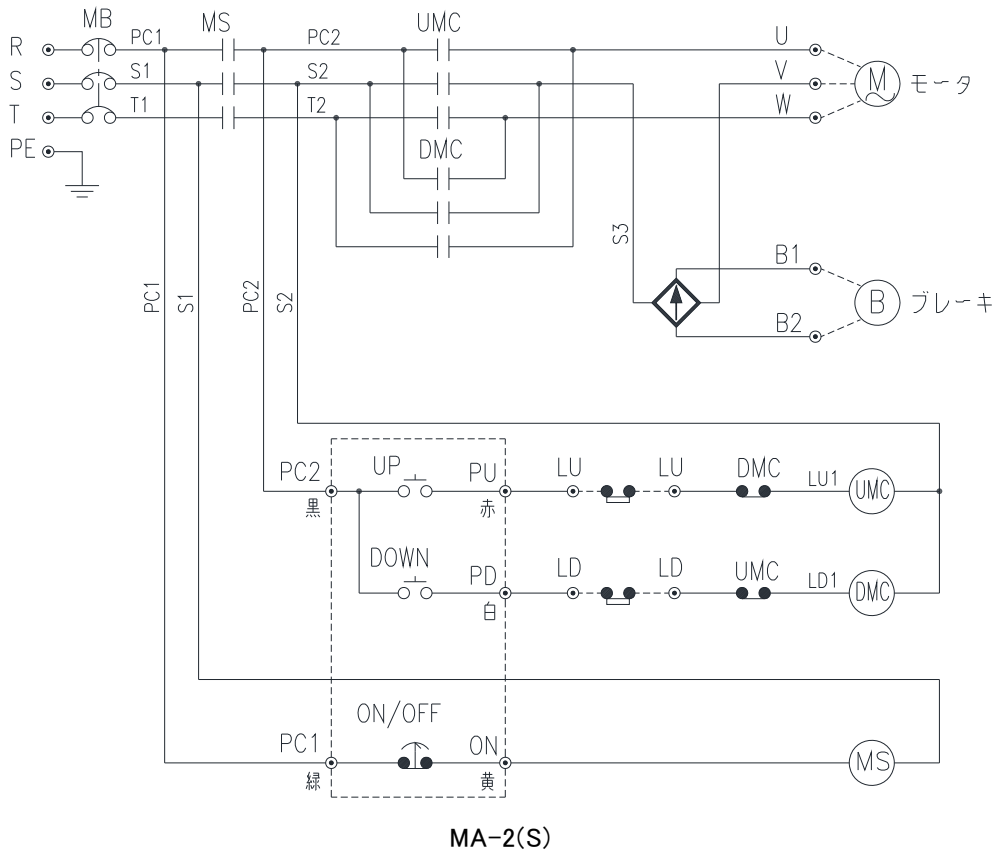 MB MS UMC
R PC1 PC2 U
S S1 S2 V M モータ
T T1 T2 W
PE DMC
S3
B1
PC1 S1 PC2 S2
B ブレーキ
B2
PC2 UP PU LU LU DMC LU1 UMC
黒 赤
DOWN PD LD LD UMC LD1 DMC
白
ON/OFF
PC1 ON MS
緑 黄
MA-2(S)